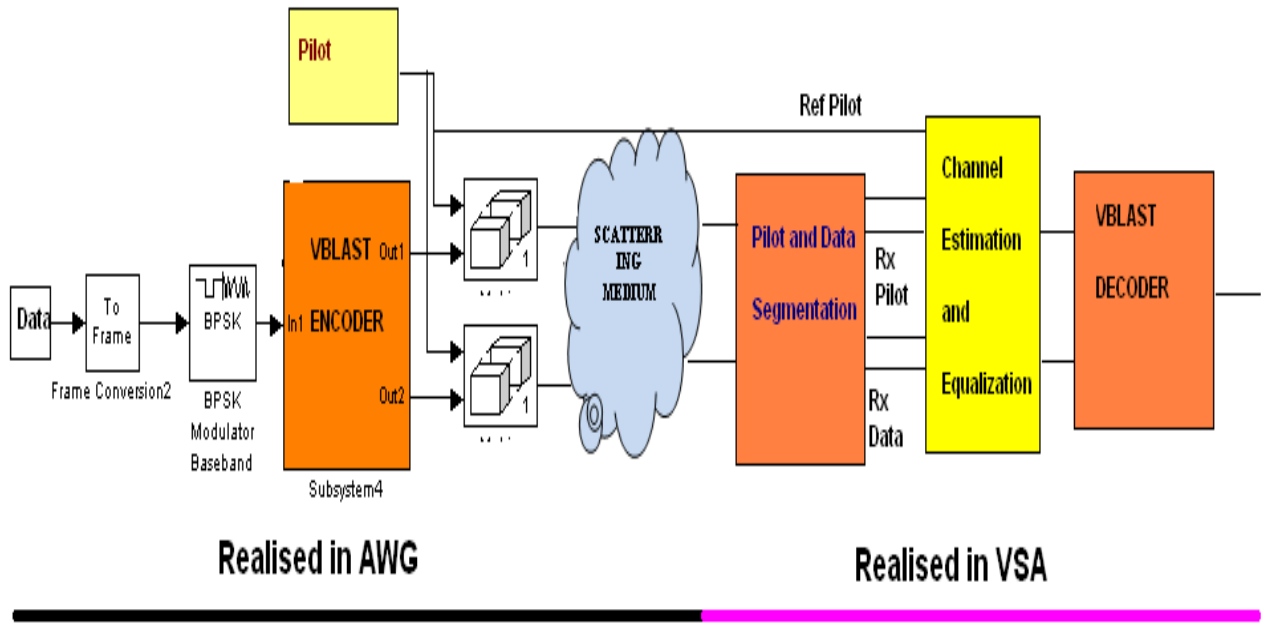 Pilot
Ref Pilot
Channel
Estimation
and
Equalization
VBLAST
DECODER
SCATTERR
ING
MEDIUM
Pilot and Data
Segmentation
Rx
Pilot
Rx
Data
VBLAST
ENCODER
Out1
In1
Out2
Subsystem4
1
1
Data
To
Frame
Frame Conversion2
BPSK
BPSK
Modulator
Baseband
Realised in AWG
Realised in VSA